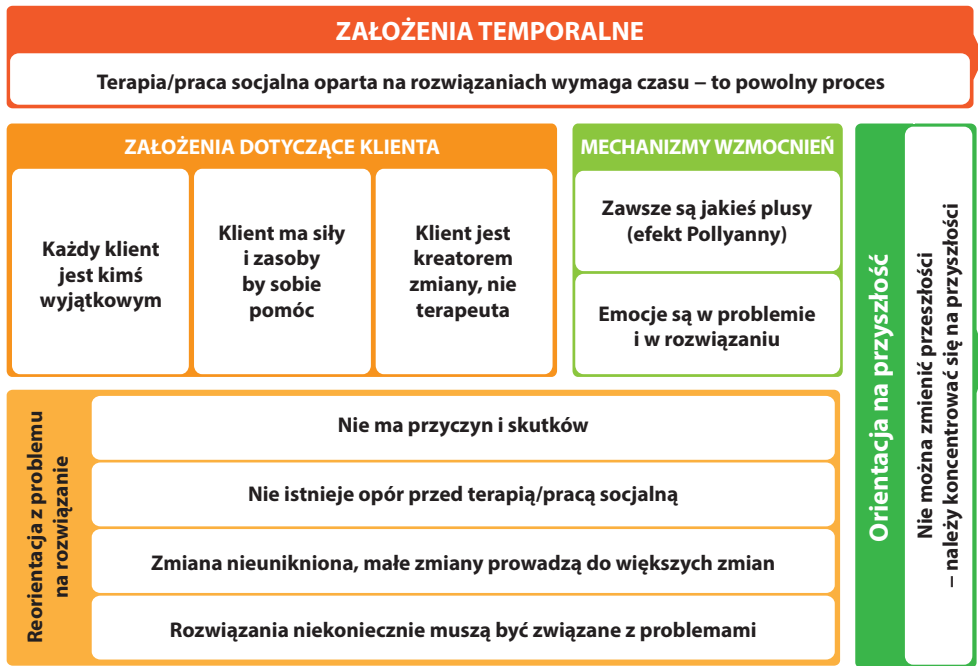 ZAŁOŻENIA TEMPORALNE
Terapia/praca socjalna oparta na rozwiązaniach wymaga czasu – to powolny proces
ZAŁOŻENIA DOTYCZĄCE KLIENTA
Każdy klient
jest kimś
wyjątkowym
Klient ma siły
i zasoby
by sobie
pomóc
Klient jest
kreatorem
zmiany, nie
terapeuta
MECHANIZMY WZMOCNIEŃ
Zawsze są jakieś plusy
(efekt Pollyanny)
Emocje są w problemie
i w rozwiązaniu
Orientacja na przyszłość
Nie można zmienić przeszłości
– należy koncentrować się na przyszłości
Reorientacja z problemu
na rozwiązanie
Nie ma przyczyn i skutków
Nie istnieje opór przed terapią/pracą socjalną
Zmiana nieunikniona, małe zmiany prowadzą do większych zmian
Rozwiązania niekoniecznie muszą być związane z problemami